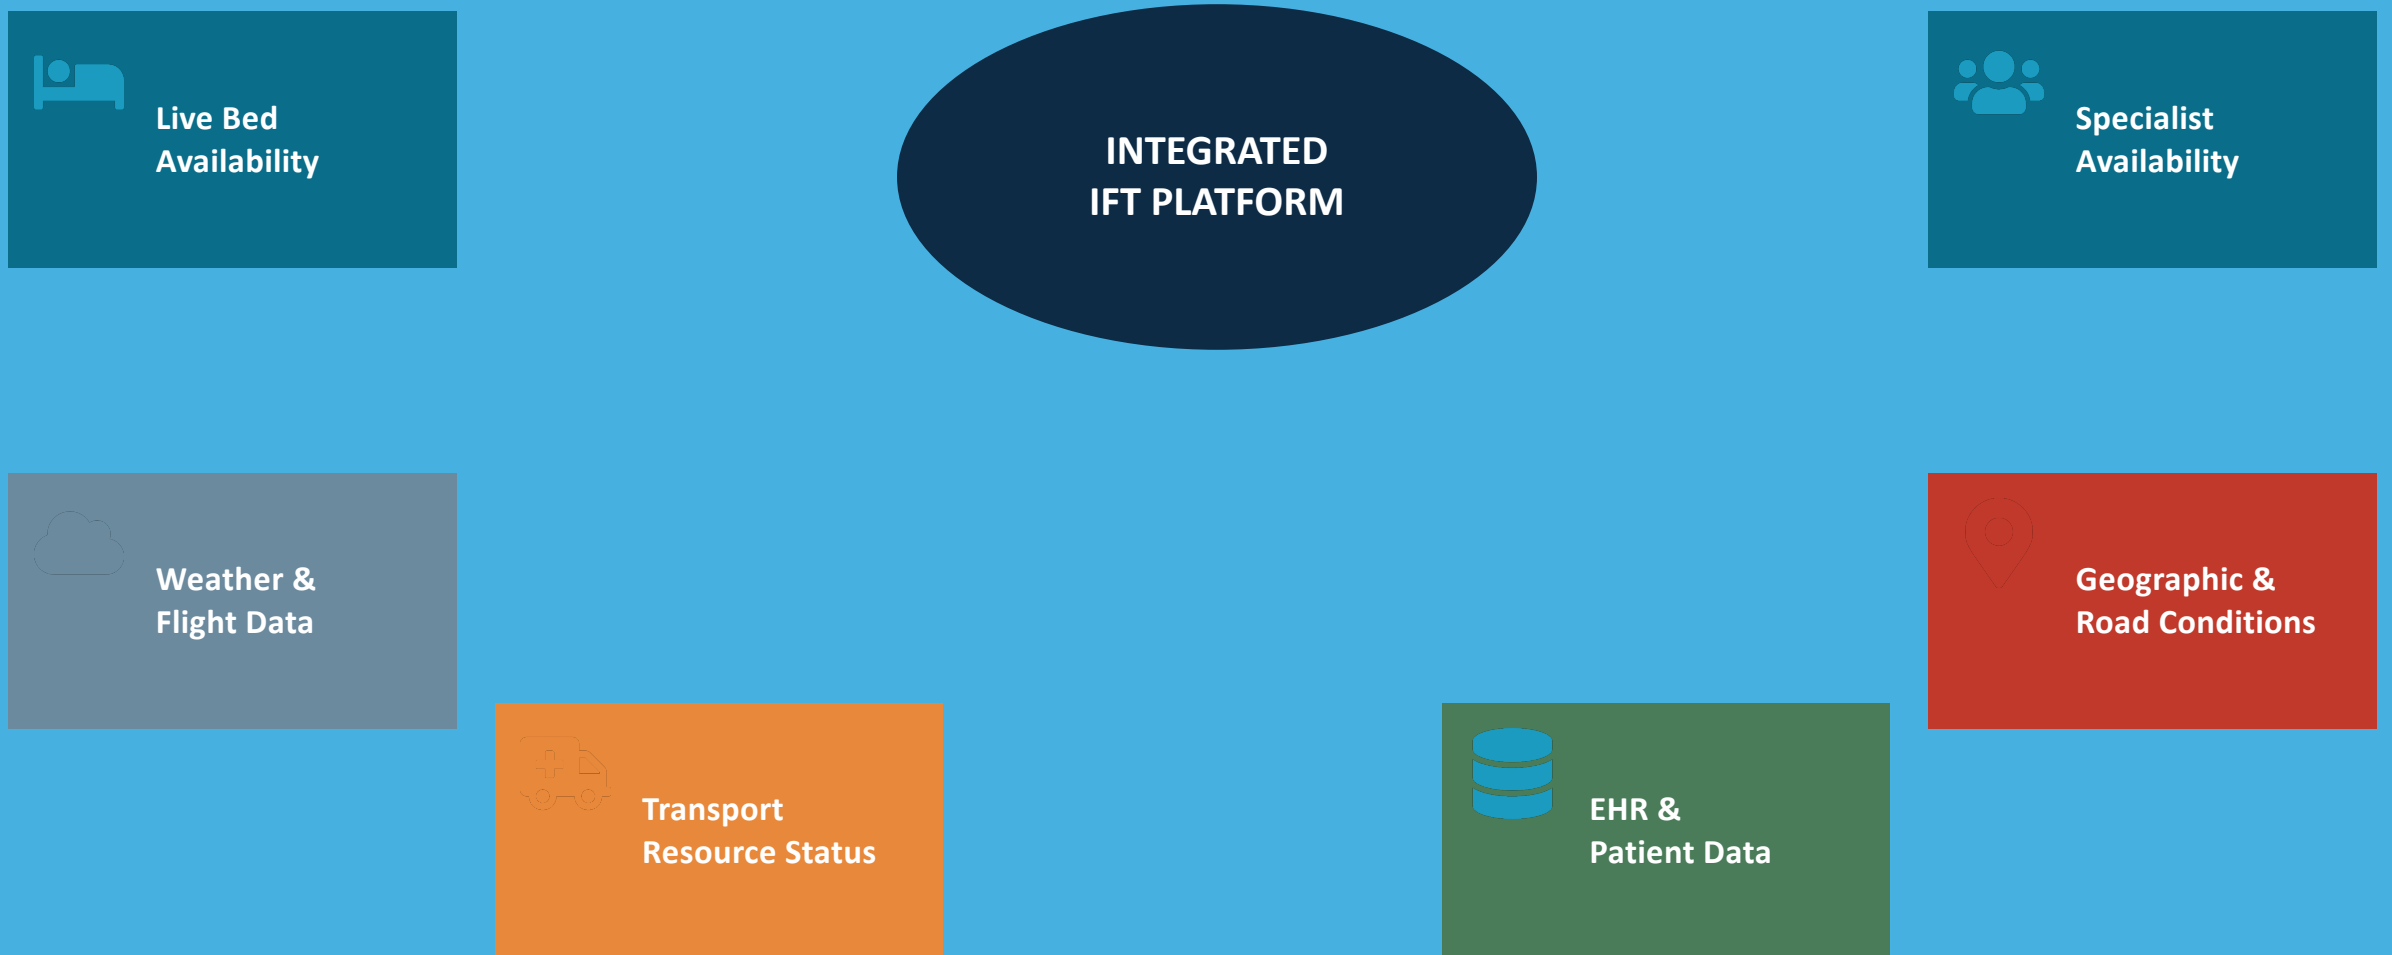 Live Bed
Availability
INTEGRATED
IFT PLATFORM
Specialist
Availability
Weather &
Flight Data
Geographic &
Road Conditions
Transport
Resource Status
EHR &
Patient Data